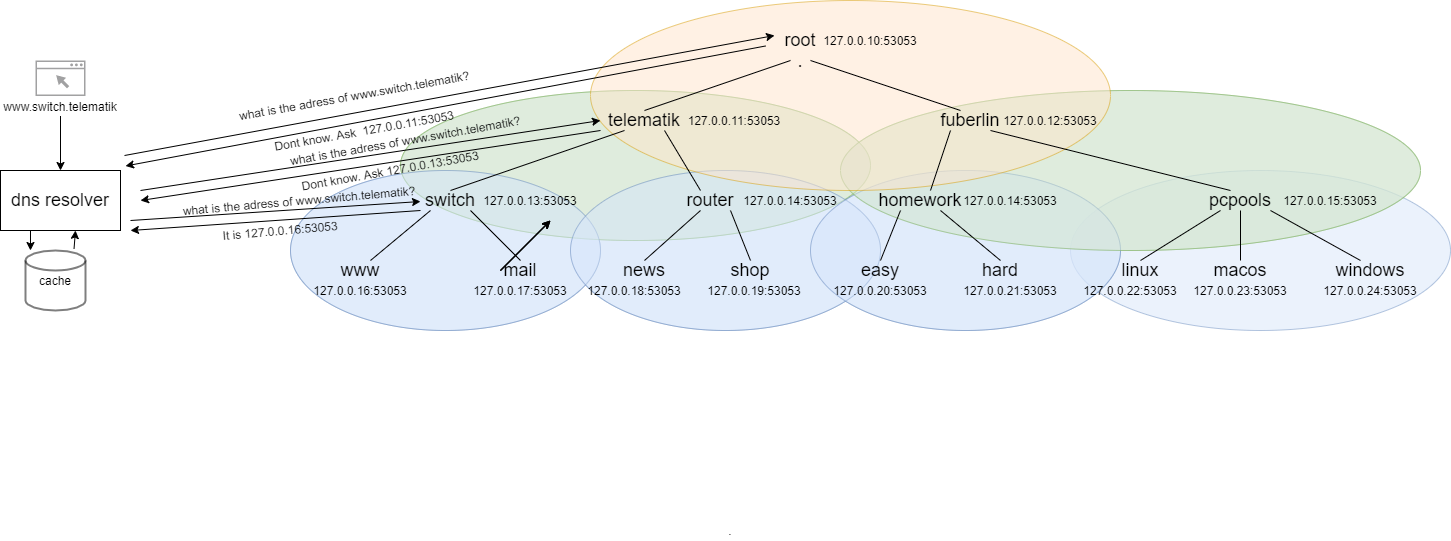 root 127.0.0.10:53053
.
www.switch.telematik
what is the adress of www.switch.telematik?
Dont know. Ask 127.0.0.11:53053
telematik 127.0.0.11:53053
fuberlin 127.0.0.12:53053
what is the adress of www.switch.telematik?
Dont know. Ask 127.0.0.13:53053
dns resolver
what is the adress of www.switch.telematik?
It is 127.0.0.16:53053
switch 127.0.0.13:53053
router 127.0.0.14:53053
homework 127.0.0.14:53053
pcpools 127.0.0.15:53053
cache
www
127.0.0.16:53053
mail
127.0.0.17:53053
news
127.0.0.18:53053
shop
127.0.0.19:53053
easy
127.0.0.20:53053
hard
127.0.0.21:53053
linux
127.0.0.22:53053
macos
127.0.0.23:53053
windows
127.0.0.24:53053